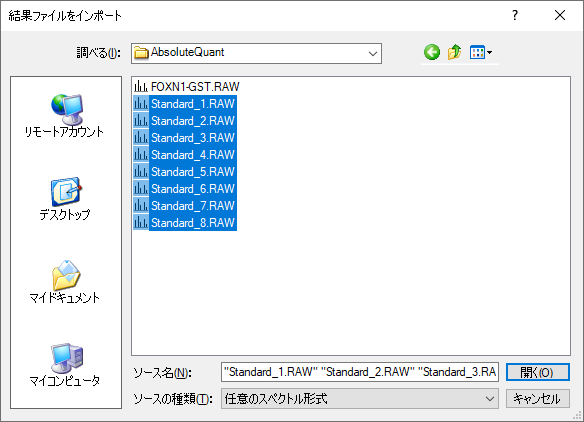 結果ファイルをインポート
調べる(I):
AbsoluteQuant
FOXN1-GST.RAW
Standard_1.RAW
Standard_2.RAW
Standard_3.RAW
Standard_4.RAW
Standard_5.RAW
Standard_6.RAW
Standard_7.RAW
Standard_8.RAW
リモートアカウント
デスクトップ
マイドキュメント
マイコンピュータ
ソース名(N):
"Standard_1.RAW" "Standard_2.RAW" "Standard_3.RA
開く(O)
ソースの種類(T):
任意のスペクトル形式
キャンセル